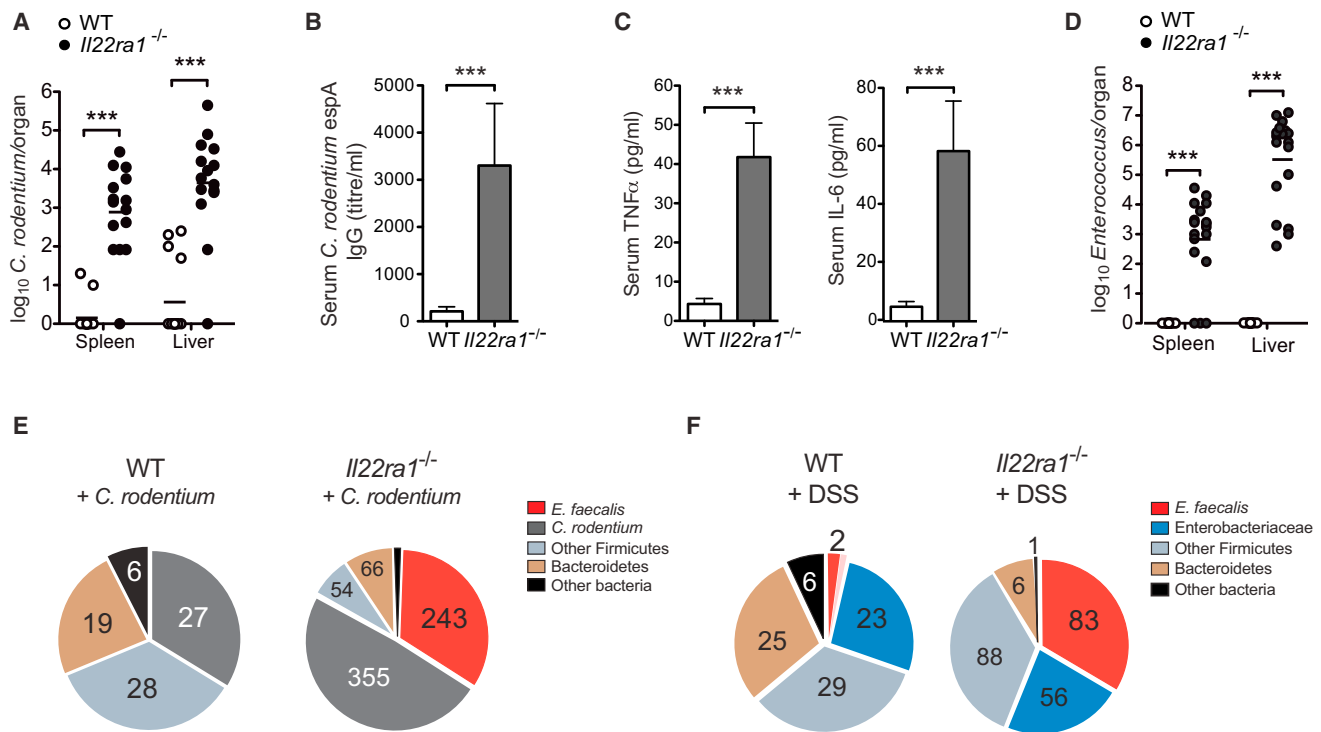 A
WT
Il22ra1 -/-
***
***
log10 C. rodentium/organ
6
5
4
3
2
1
0
Spleen
Liver
B
***
Serum C. rodentium espA
IgG (titre/ml)
5000
4000
3000
2000
1000
0
WT Il22ra1-/-
C
***
Serum TNFα (pg/ml)
60
50
40
30
20
10
0
WT Il22ra1-/-
***
Serum IL-6 (pg/ml)
80
60
40
20
0
WT Il22ra1-/-
D
WT
Il22ra1 -/-
***
***
log10 Enterococcus/organ
8
7
6
5
4
3
2
1
0
Spleen
Liver
E
WT
+ C. rodentium
6
19
27
28
Il22ra1-/-
+ C. rodentium
66
54
243
355
E. faecalis
C. rodentium
Other Firmicutes
Bacteroidetes
Other bacteria
F
WT
+ DSS
2
6
23
25
29
Il22ra1-/-
+ DSS
1
6
83
88
56
E. faecalis
Enterobacteriaceae
Other Firmicutes
Bacteroidetes
Other bacteria